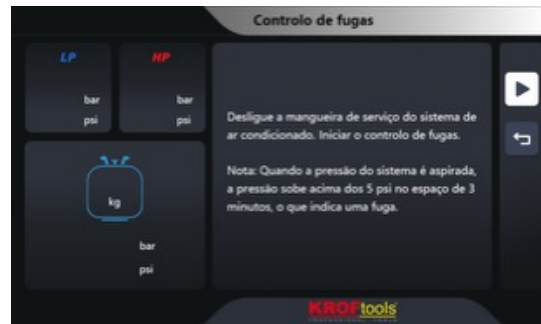 Controlo de fugas
LP
HP
bar
psi
bar
psi
Desligue a mangueira de serviço do sistema de
ar condicionado. Iniciar o controlo de fugas.
Nota: Quando a pressão do sistema é aspirada,
a pressão sobe acima dos 5 psi no espaço de 3
minutos, o que indica uma fuga.
kg
bar
psi
KROFtools